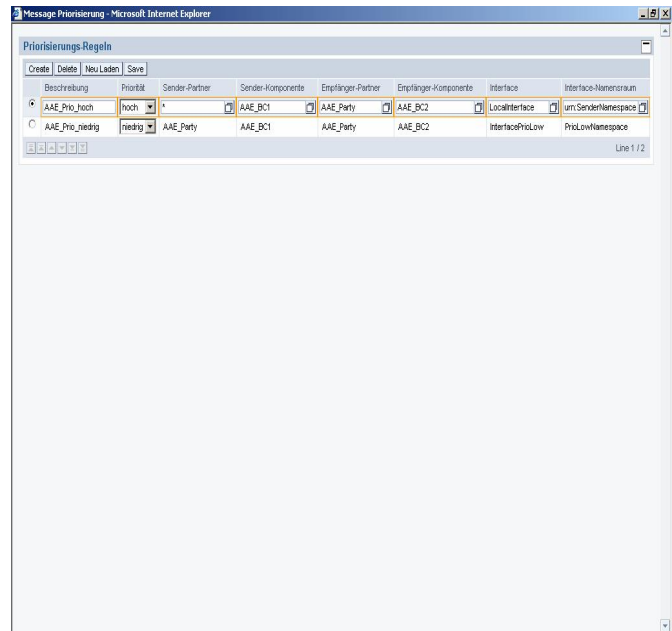 Message Priorisierung - Microsoft Internet Explorer
Priorisierungs-Regeln
Create Delete Neu Laden Save
Beschreibung Priorität Sender-Partner Sender-Komponente Empfänger-Partner Empfänger-Komponente Interface Interface-Namensraum
AAE_Prio_hoch hoch * AAE_BC1 AAE_Party AAE_BC2 LocalInterface urn:SenderNamespace
AAE_Prio_niedrig niedrig AAE_Party AAE_BC1 AAE_Party AAE_BC2 InterfacePrioLow PrioLowNamespace
Line 1 / 2